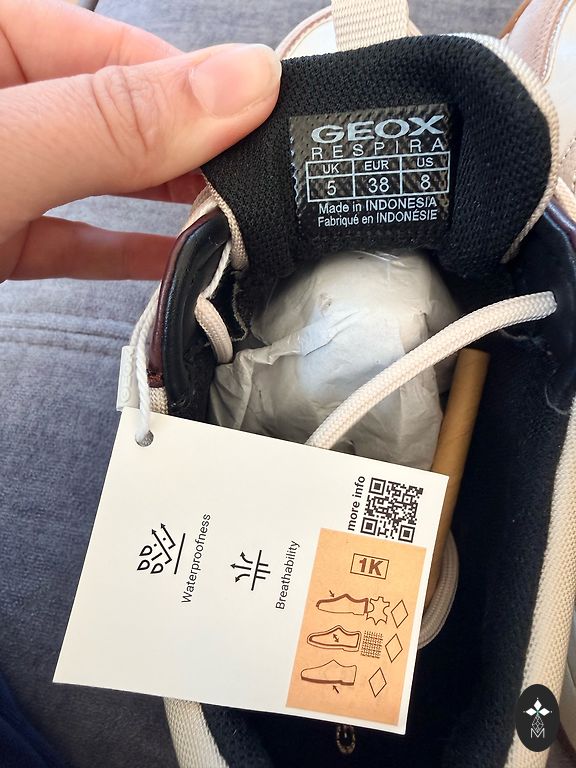 GEOX
RESPIRA
UK EUR US
5 38 8
Made in INDONESIA
Fabriqué en INDONÉSIE
more info
Waterproofness
Breathability
1K